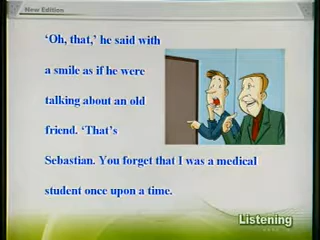 New Edition
‘Oh, that,’ he said with
a smile as if he were
talking about an old
friend. ‘That’s
Sebastian. You forget that I was a medical
student once upon a time.
Listening